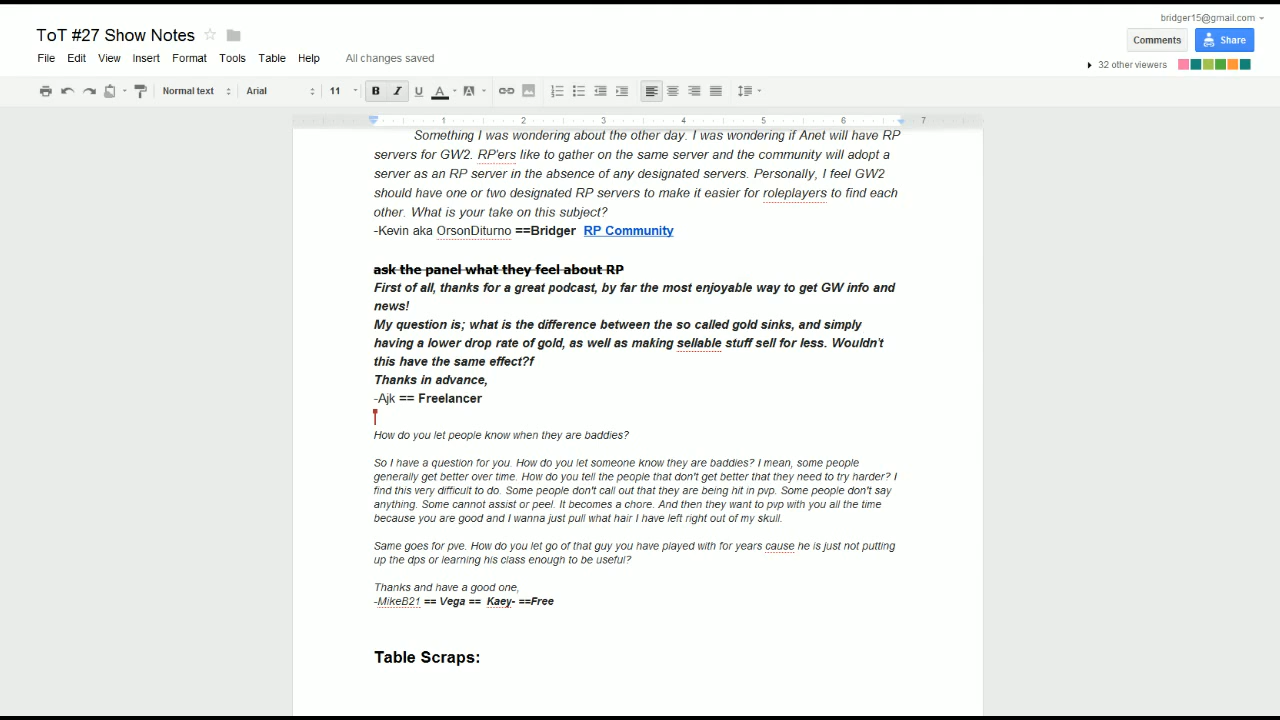 bridger15@gmail.com
ToT #27 Show Notes
Comments
Share
File Edit View Insert Format Tools Table Help All changes saved
32 other viewers
Normal text Arial 11 B I U A A
1 2 3 4 5 6 7
Something I was wondering about the other day. I was wondering if Anet will have RP
servers for GW2. RP'ers like to gather on the same server and the community will adopt a
server as an RP server in the absence of any designated servers. Personally, I feel GW2
should have one or two designated RP servers to make it easier for roleplayers to find each
other. What is your take on this subject?
-Kevin aka OrsonDiturno ==Bridger RP Community
ask the panel what they feel about RP
First of all, thanks for a great podcast, by far the most enjoyable way to get GW info and
news!
My question is; what is the difference between the so called gold sinks, and simply
having a lower drop rate of gold, as well as making sellable stuff sell for less. Wouldn't
this have the same effect?f
Thanks in advance,
-Ajk == Freelancer
How do you let people know when they are baddies?
So I have a question for you. How do you let someone know they are baddies? I mean, some people
generally get better over time. How do you tell the people that don't get better that they need to try harder? I
find this very difficult to do. Some people don't call out that they are being hit in pvp. Some people don't say
anything. Some cannot assist or peel. It becomes a chore. And then they want to pvp with you all the time
because you are good and I wanna just pull what hair I have left right out of my skull.
Same goes for pve. How do you let go of that guy you have played with for years cause he is just not putting
up the dps or learning his class enough to be useful?
Thanks and have a good one,
-MikeB21 == Vega == Kaey- ==Free
Table Scraps: